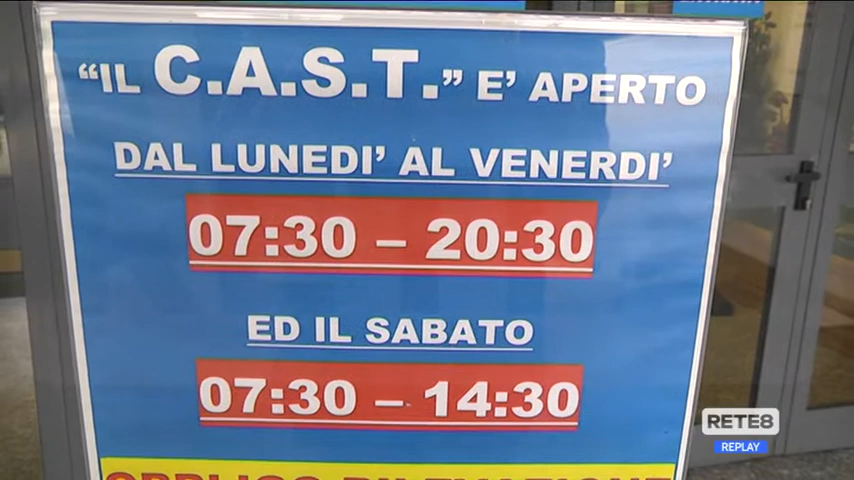 “IL C.A.S.T.” E’ APERTO
DAL LUNEDI’ AL VENERDI’
07:30 – 20:30
ED IL SABATO
07:30 – 14:30
RETE8
REPLAY